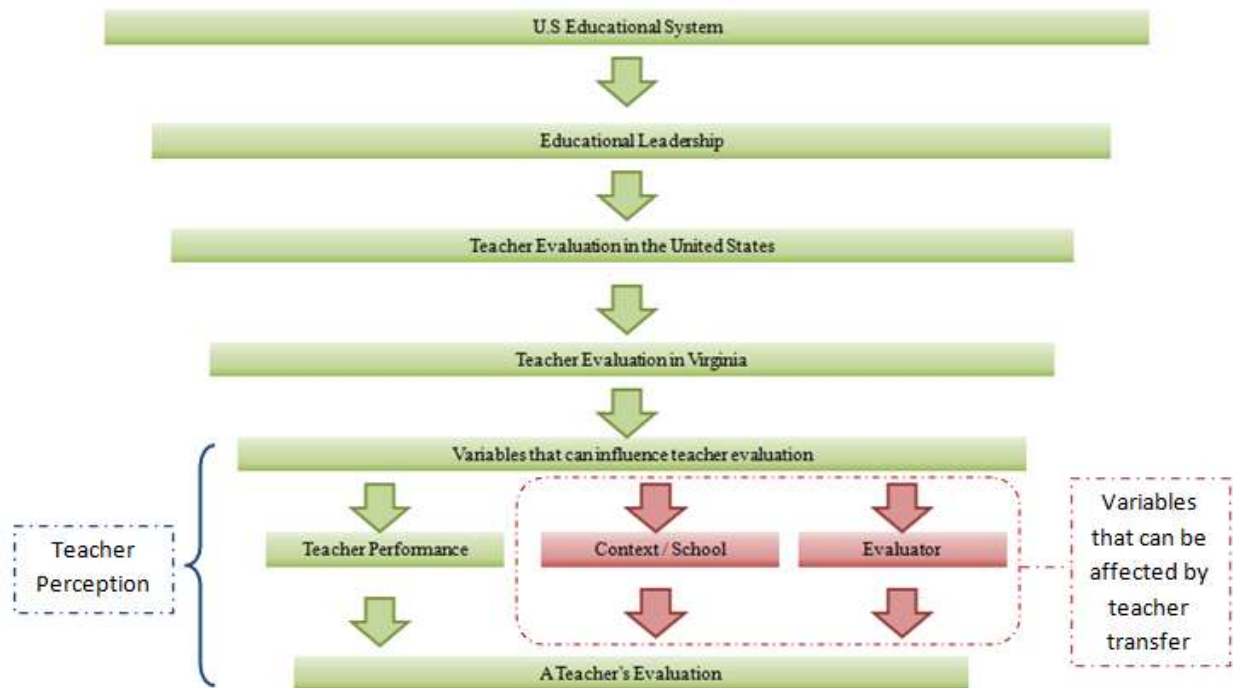 U.S Educational System
Educational Leadership
Teacher Evaluation in the United States
Teacher Evaluation in Virginia
Variables that can influence teacher evaluation
Teacher Performance
Context / School
Evaluator
A Teacher's Evaluation
Teacher
Perception
Variables
that can be
affected by
teacher
transfer